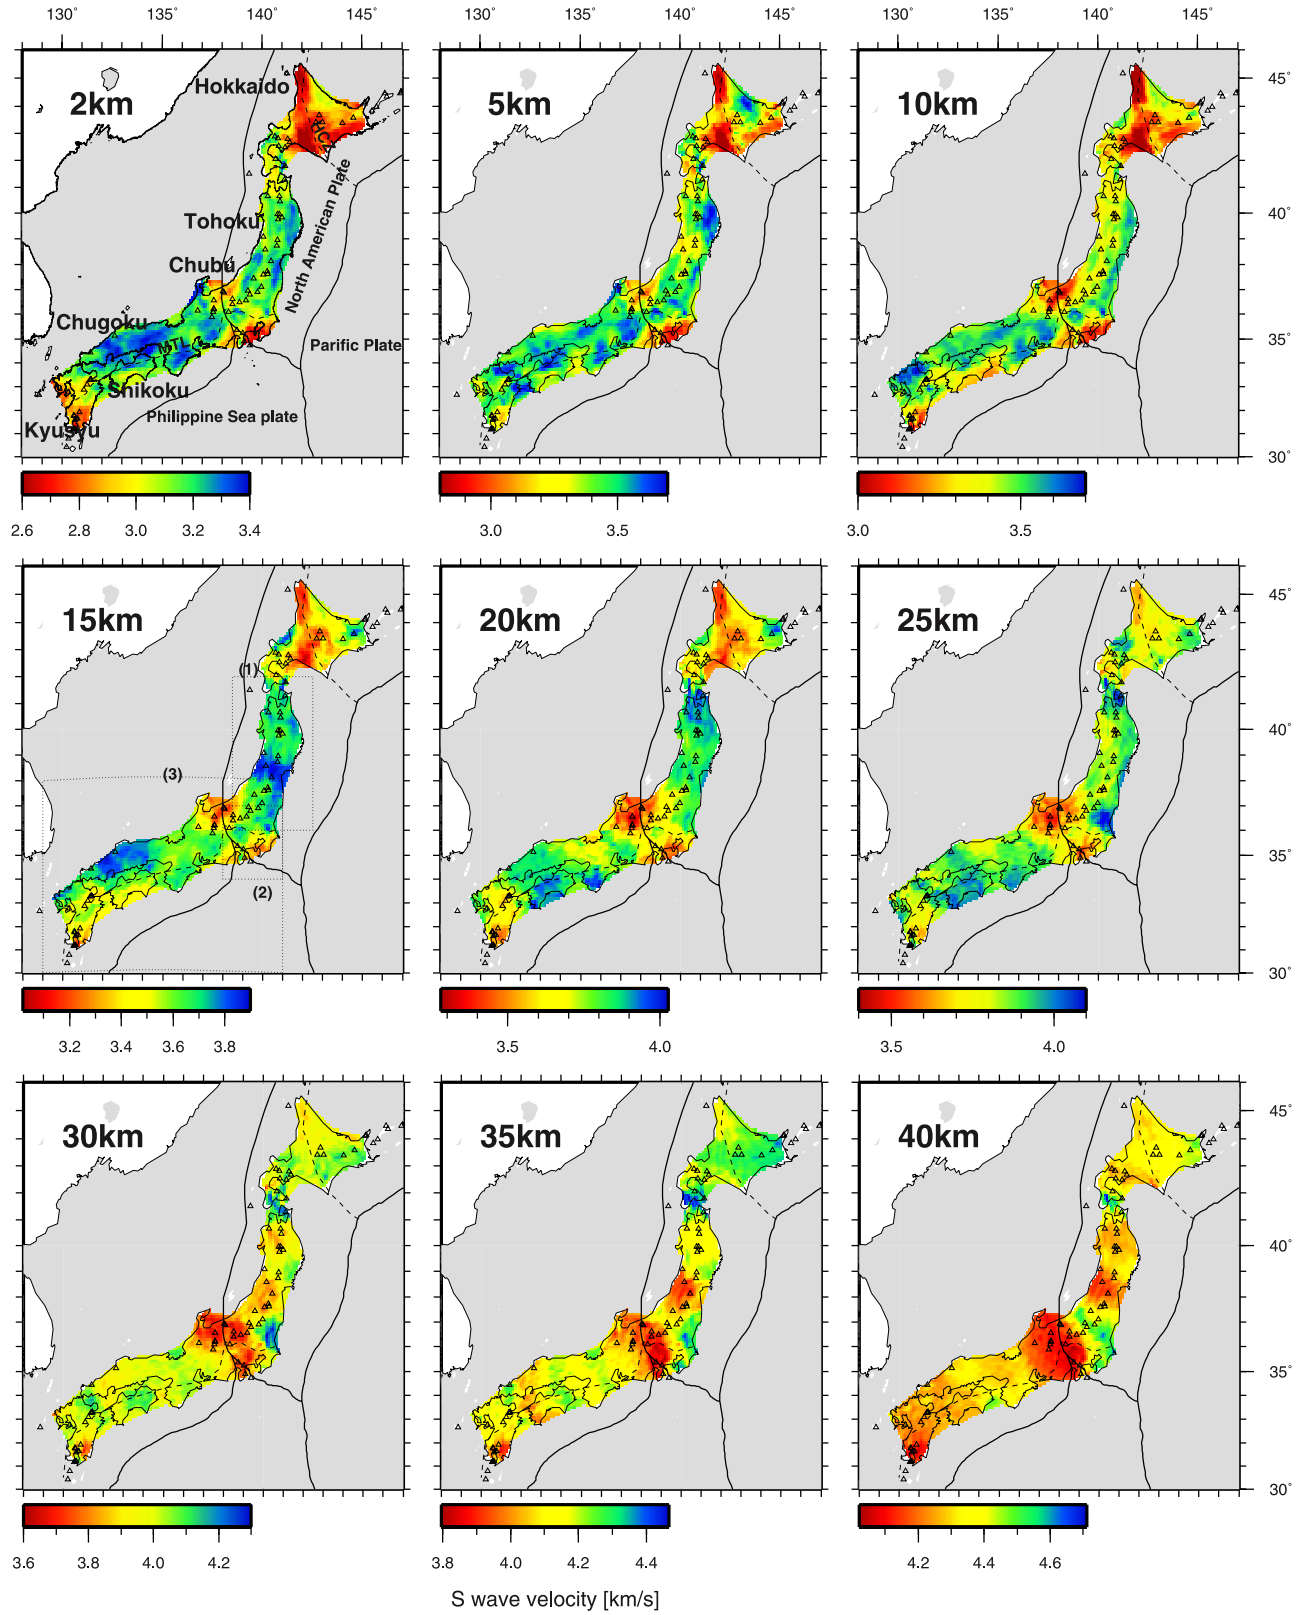 130° 135° 140° 145° 135° 140° 145° 135° 140° 145°
2km
Hokkaido
HCZ
Tohoku
North American Plate
Chubu
Chugoku
MTL
Parific Plate
Shikoku
Philippine Sea plate
Kyusyu
2.6 2.8 3.0 3.2 3.4
5km
3.0 3.5
10km
45°
40°
35°
30°
3.0 3.5
15km
(1)
(3)
(2)
3.2 3.4 3.6 3.8
20km
3.5 4.0
25km
45°
40°
35°
30°
3.5 4.0
30km
3.6 3.8 4.0 4.2
35km
3.8 4.0 4.2 4.4
40km
45°
40°
35°
30°
4.2 4.4 4.6
S wave velocity [km/s]